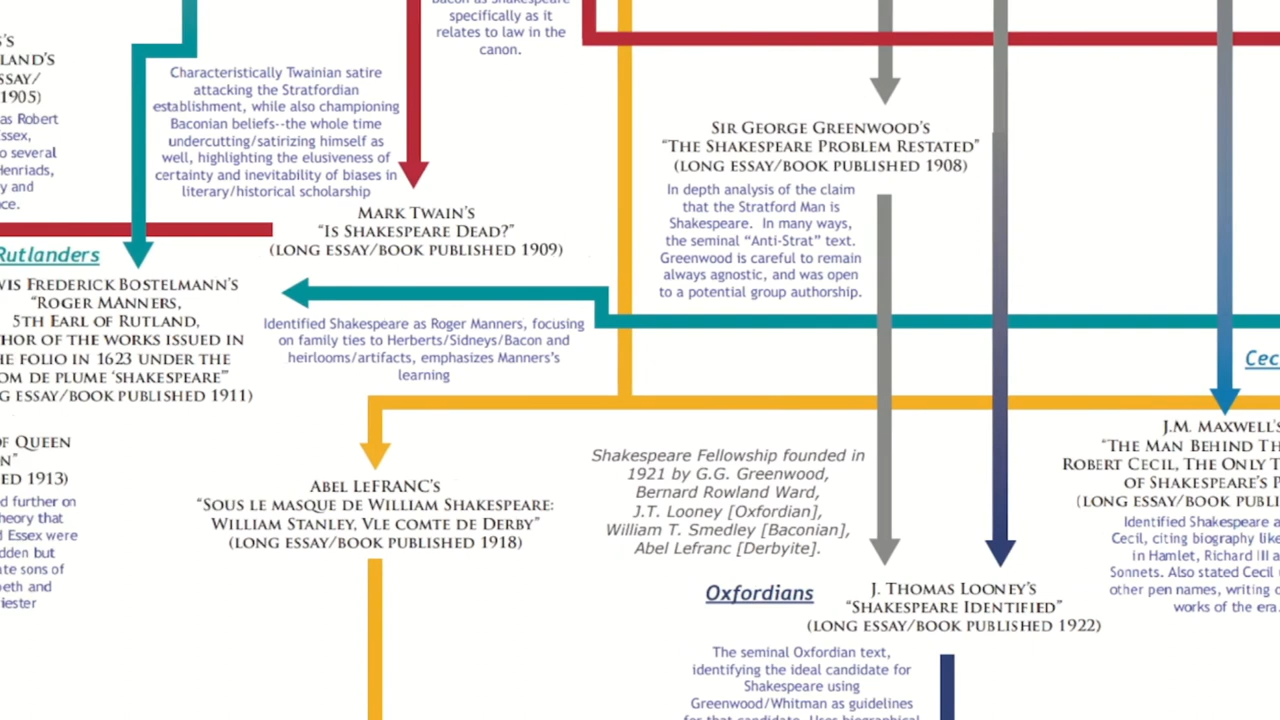 Bacon as Shakespeare
specifically as it
relates to law in the
canon.
LAND'S
SSAY/
1905)
as Robert
Essex,
o several
Henriads,
y and
ce.
Characteristically Twainian satire
attacking the Stratfordian
establishment, while also championing
Baconian beliefs--the whole time
undercutting/satirizing himself as
well, highlighting the elusiveness of
certainty and inevitability of biases in
literary/historical scholarship
MARK TWAIN'S
"IS SHAKESPEARE DEAD?"
(LONG ESSAY/BOOK PUBLISHED 1909)
SIR GEORGE GREENWOOD'S
"THE SHAKESPEARE PROBLEM RESTATED"
(LONG ESSAY/BOOK PUBLISHED 1908)
In depth analysis of the claim
that the Stratford Man is
Shakespeare. In many ways,
the seminal "Anti-Strat" text.
Greenwood is careful to remain
always agnostic, and was open
to a potential group authorship.
Rutlanders
WIS FREDERICK BOSTELMANN'S
"ROGER MANNERS,
5TH EARL OF RUTLAND,
THOR OF THE WORKS ISSUED IN
HE FOLIO IN 1623 UNDER THE
OM DE PLUME 'SHAKESPEARE'"
G ESSAY/BOOK PUBLISHED 1911)
Identified Shakespeare as Roger Manners, focusing
on family ties to Herberts/Sidneys/Bacon and
heirlooms/artifacts, emphasizes Manners's
learning
OF QUEEN
N"
ED 1913)
d further on
heory that
d Essex were
dden but
ate sons of
beth and
iester
ABEL LEFRANC'S
"SOUS LE MASQUE DE WILLIAM SHAKESPEARE:
WILLIAM STANLEY, VLE COMTE DE DERBY"
(LONG ESSAY/BOOK PUBLISHED 1918)
Shakespeare Fellowship founded in
1921 by G.G. Greenwood,
Bernard Rowland Ward,
J.T. Looney [Oxfordian],
William T. Smedley [Baconian],
Abel Lefranc [Derbyite].
Oxfordians
J. THOMAS LOONEY'S
"SHAKESPEARE IDENTIFIED"
(LONG ESSAY/BOOK PUBLISHED 1922)
The seminal Oxfordian text,
identifying the ideal candidate for
Shakespeare using
Greenwood/Whitman as guidelines
for that candidate. Uses biographical
Cec
J.M. MAXWELL'S
"THE MAN BEHIND TH
ROBERT CECIL, THE ONLY T
OF SHAKESPEARE'S P
(LONG ESSAY/BOOK PUBLI
Identified Shakespeare a
Cecil, citing biography like
in Hamlet, Richard III a
Sonnets. Also stated Cecil
other pen names, writing o
works of the era.